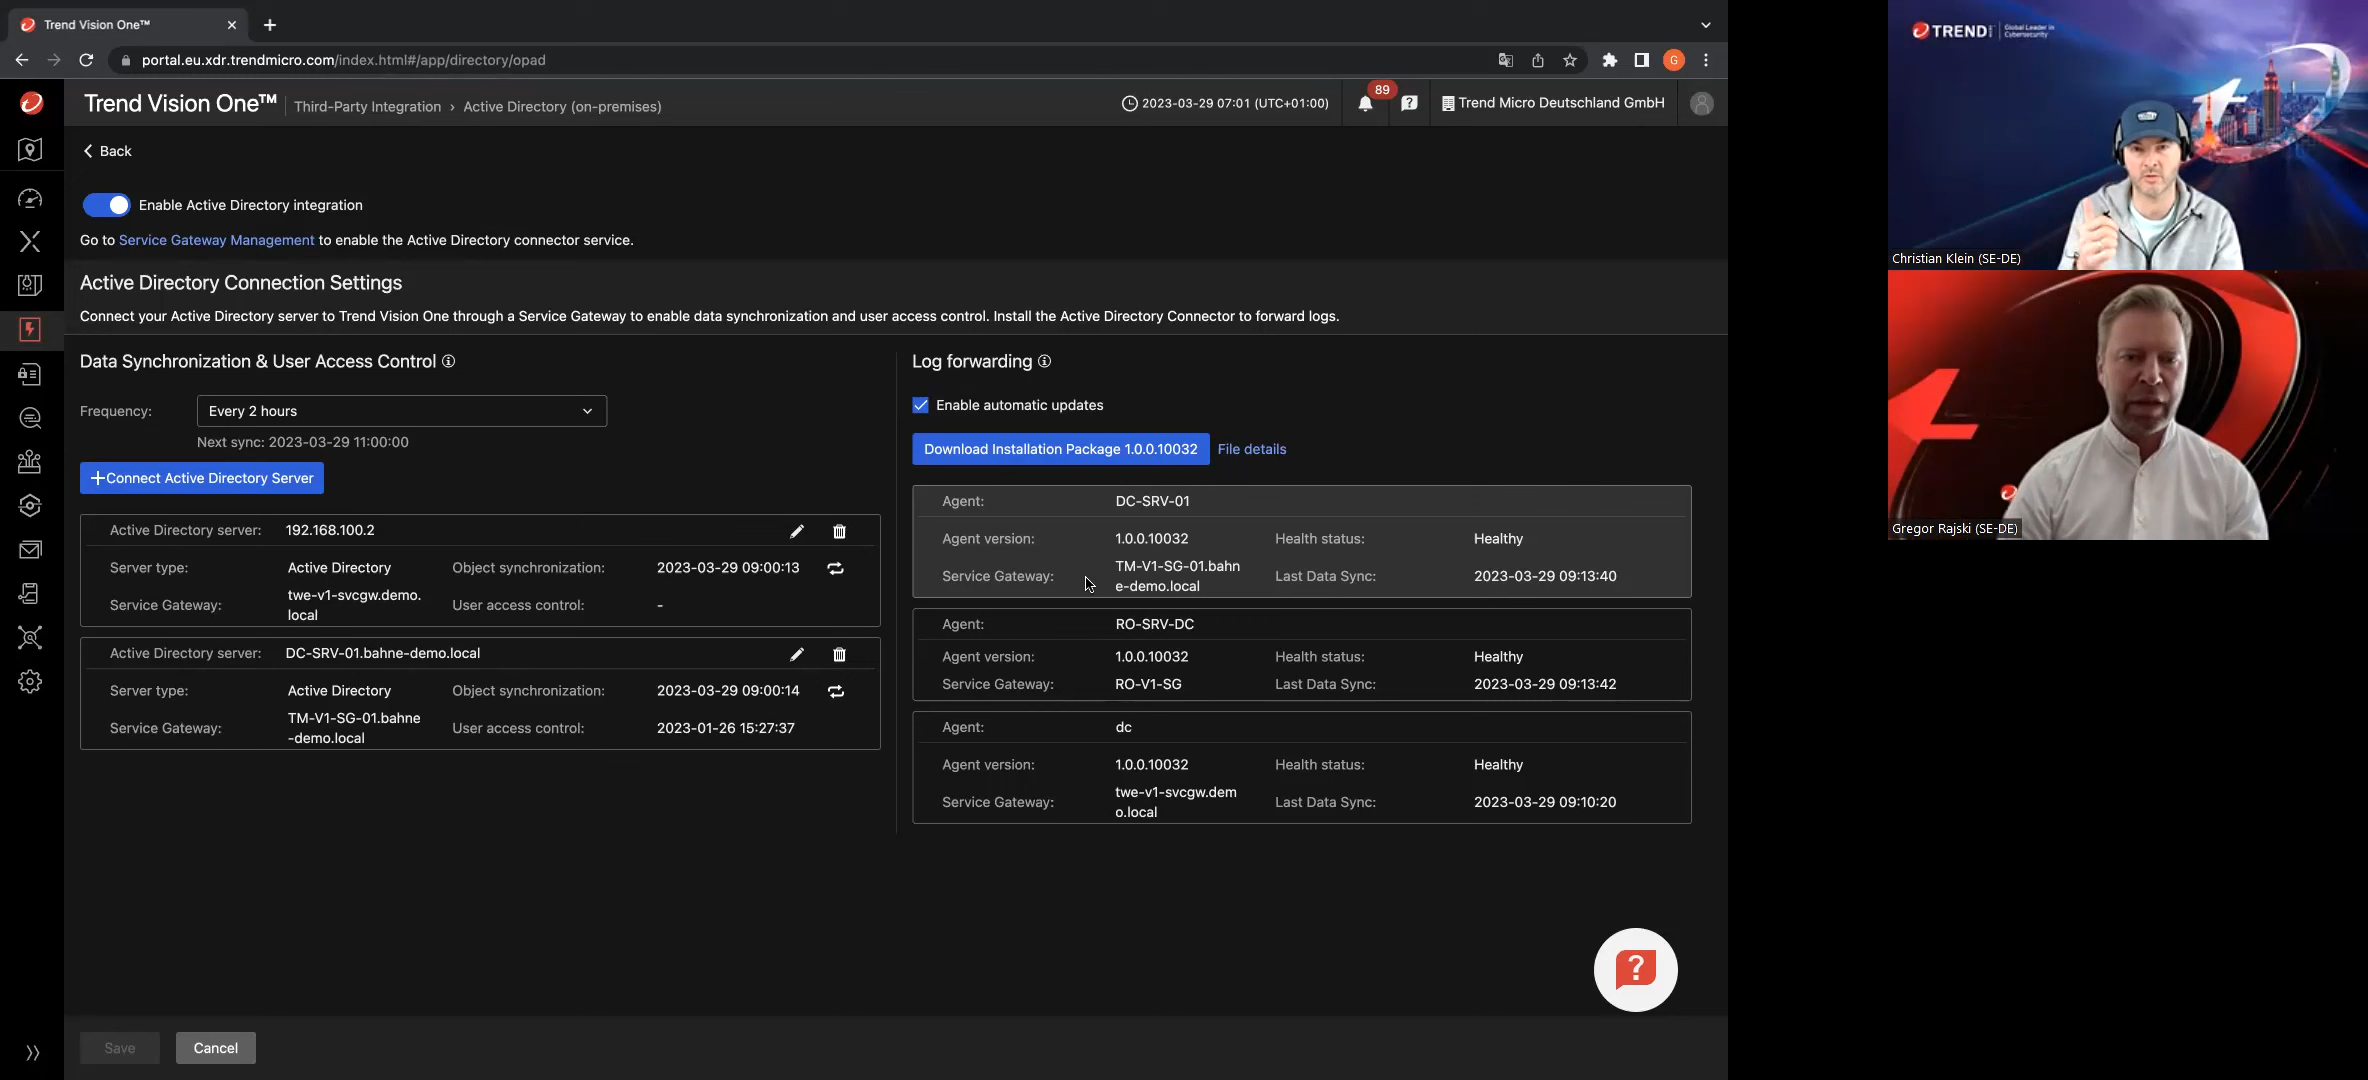 Trend Vision One™
portal.eu.xdr.trendmicro.com/index.html#/app/directory/opad
G
Trend Vision One™ Third-Party Integration › Active Directory (on-premises)
2023-03-29 07:01 (UTC+01:00)
89
Trend Micro Deutschland GmbH
Back
Enable Active Directory integration
Go to Service Gateway Management to enable the Active Directory connector service.
Active Directory Connection Settings
Connect your Active Directory server to Trend Vision One through a Service Gateway to enable data synchronization and user access control. Install the Active Directory Connector to forward logs.
Data Synchronization & User Access Control
Frequency: Every 2 hours
Next sync: 2023-03-29 11:00:00
+Connect Active Directory Server
Active Directory server: 192.168.100.2
Server type: Active Directory Object synchronization: 2023-03-29 09:00:13
Service Gateway: twe-v1-svcgw.demo.
local
User access control: -
Active Directory server: DC-SRV-01.bahne-demo.local
Server type: Active Directory Object synchronization: 2023-03-29 09:00:14
Service Gateway: TM-V1-SG-01.bahne
-demo.local
User access control: 2023-01-26 15:27:37
Log forwarding
Enable automatic updates
Download Installation Package 1.0.0.10032 File details
Agent: DC-SRV-01
Agent version: 1.0.0.10032 Health status: Healthy
Service Gateway: TM-V1-SG-01.bahn
e-demo.local
Last Data Sync: 2023-03-29 09:13:40
Agent: RO-SRV-DC
Agent version: 1.0.0.10032 Health status: Healthy
Service Gateway: RO-V1-SG Last Data Sync: 2023-03-29 09:13:42
Agent: dc
Agent version: 1.0.0.10032 Health status: Healthy
Service Gateway: twe-v1-svcgw.dem
o.local
Last Data Sync: 2023-03-29 09:10:20
?
Save Cancel
TREND
Global Leader in
Cybersecurity
Christian Klein (SE-DE)
Gregor Rajski (SE-DE)